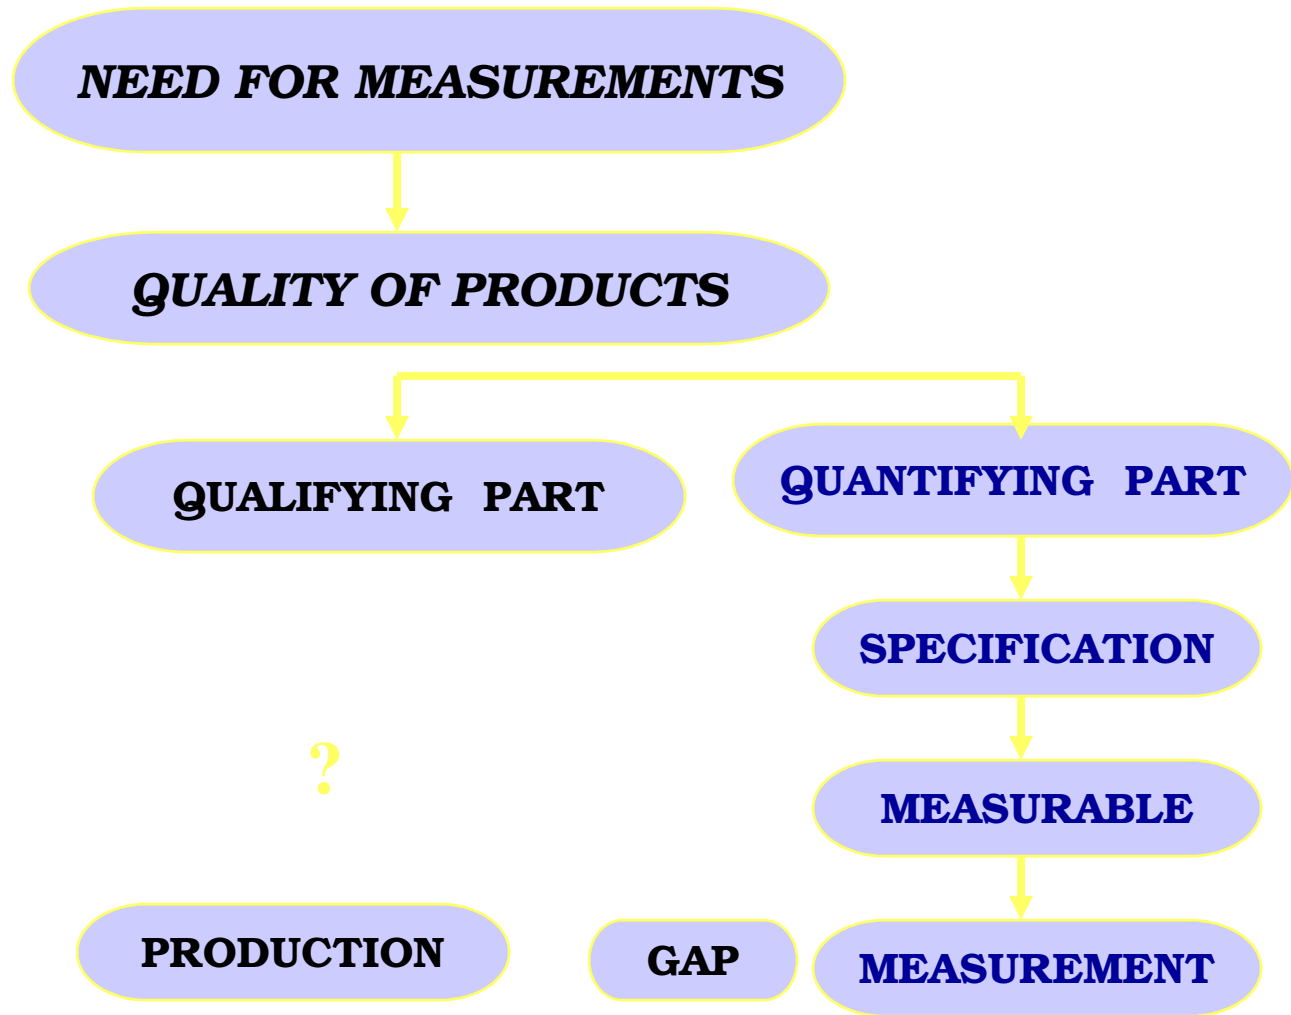 NEED FOR MEASUREMENTS
QUALITY OF PRODUCTS
QUALIFYING PART
QUANTIFYING PART
SPECIFICATION
?
MEASURABLE
PRODUCTION
GAP
MEASUREMENT